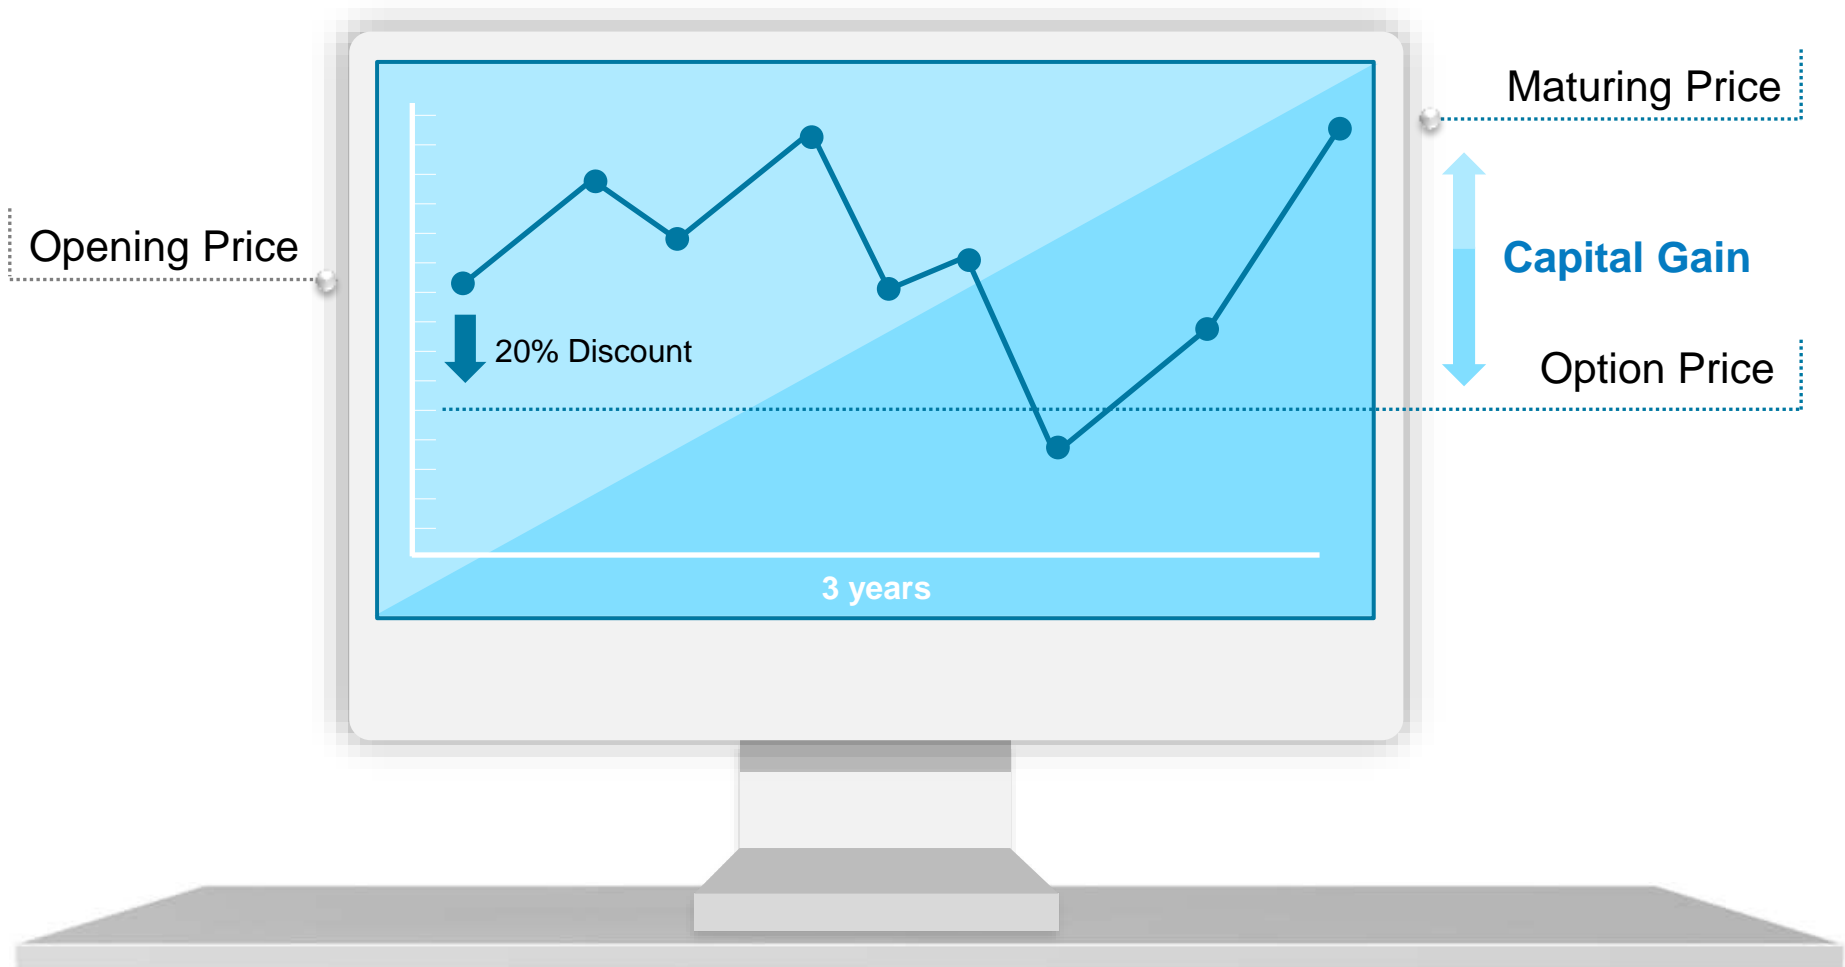 Maturing Price
Opening Price
Capital Gain
20% Discount
Option Price
3 years